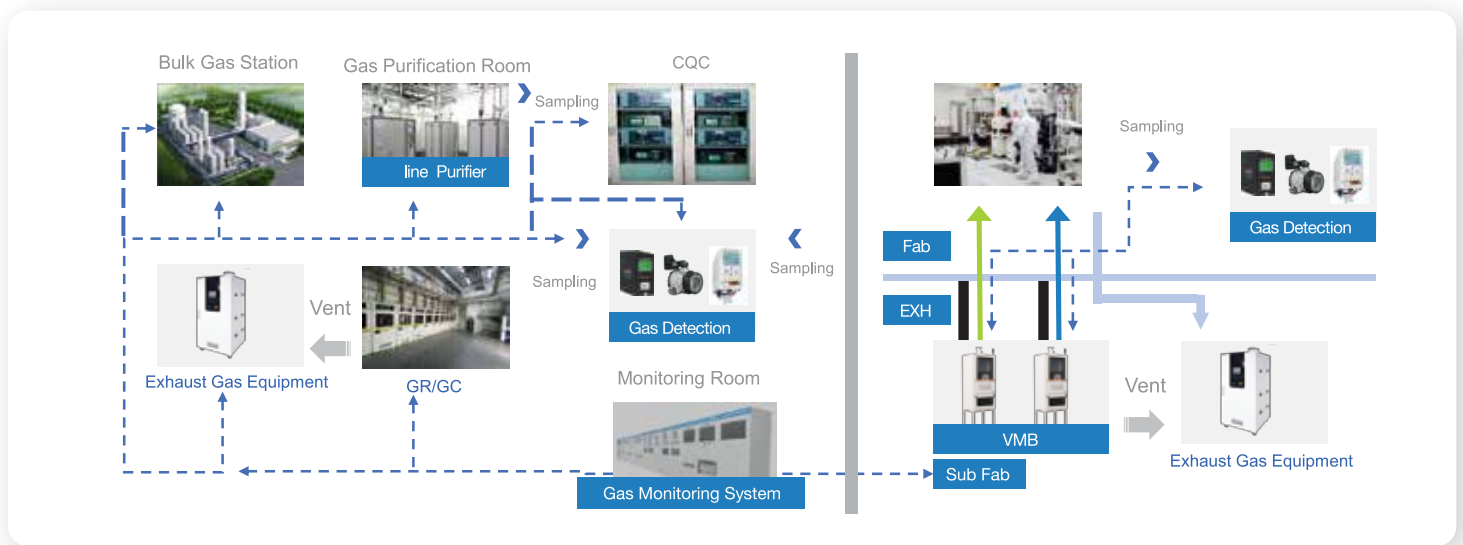 Bulk Gas Station
Gas Purification Room
CQC
Sampling
line Purifier
Sampling
Sampling
Gas Detection
Vent
Exhaust Gas Equipment
GR/GC
Monitoring Room
Gas Monitoring System
Sampling
Gas Detection
Fab
EXH
VMB
Vent
Sub Fab
Exhaust Gas Equipment